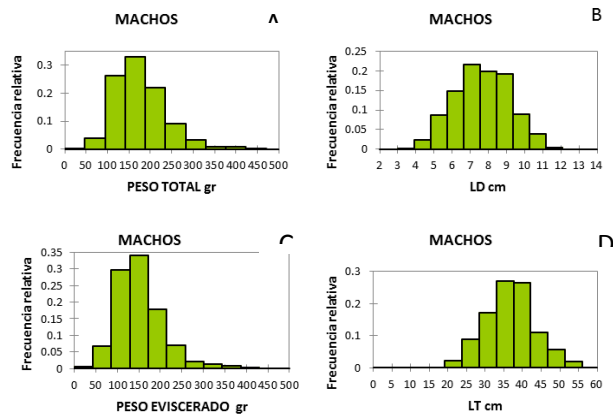 MACHOS
A
0.3
0.2
0.1
0
Frecuencia relativa
0 50 100 150 200 250 300 350 400 450 500
PESO TOTAL gr
MACHOS
B
0.25
0.2
0.15
0.1
0.05
0
Frecuencia relativa
2 3 4 5 6 7 8 9 10 11 12 13 14
LD cm
MACHOS
C
0.35
0.3
0.25
0.2
0.15
0.1
0.05
0
Frecuencia relativa
0 50 100 150 200 250 300 350 400 450 500
PESO EVISCERADO gr
MACHOS
D
0.3
0.2
0.1
0
Frecuencia relativa
0 5 10 15 20 25 30 35 40 45 50 55 60
LT cm